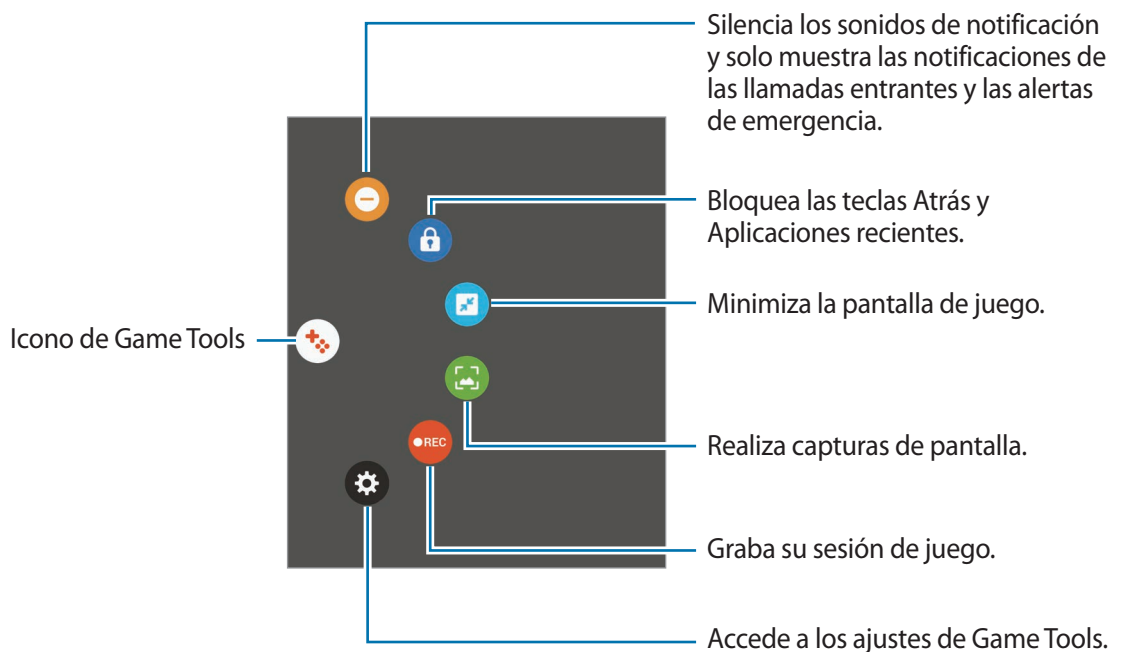 Silencia los sonidos de notificación
y solo muestra las notificaciones de
las llamadas entrantes y las alertas
de emergencia.
Bloquea las teclas Atrás y
Aplicaciones recientes.
Minimiza la pantalla de juego.
Icono de Game Tools
Realiza capturas de pantalla.
REC
Graba su sesión de juego.
Accede a los ajustes de Game Tools.